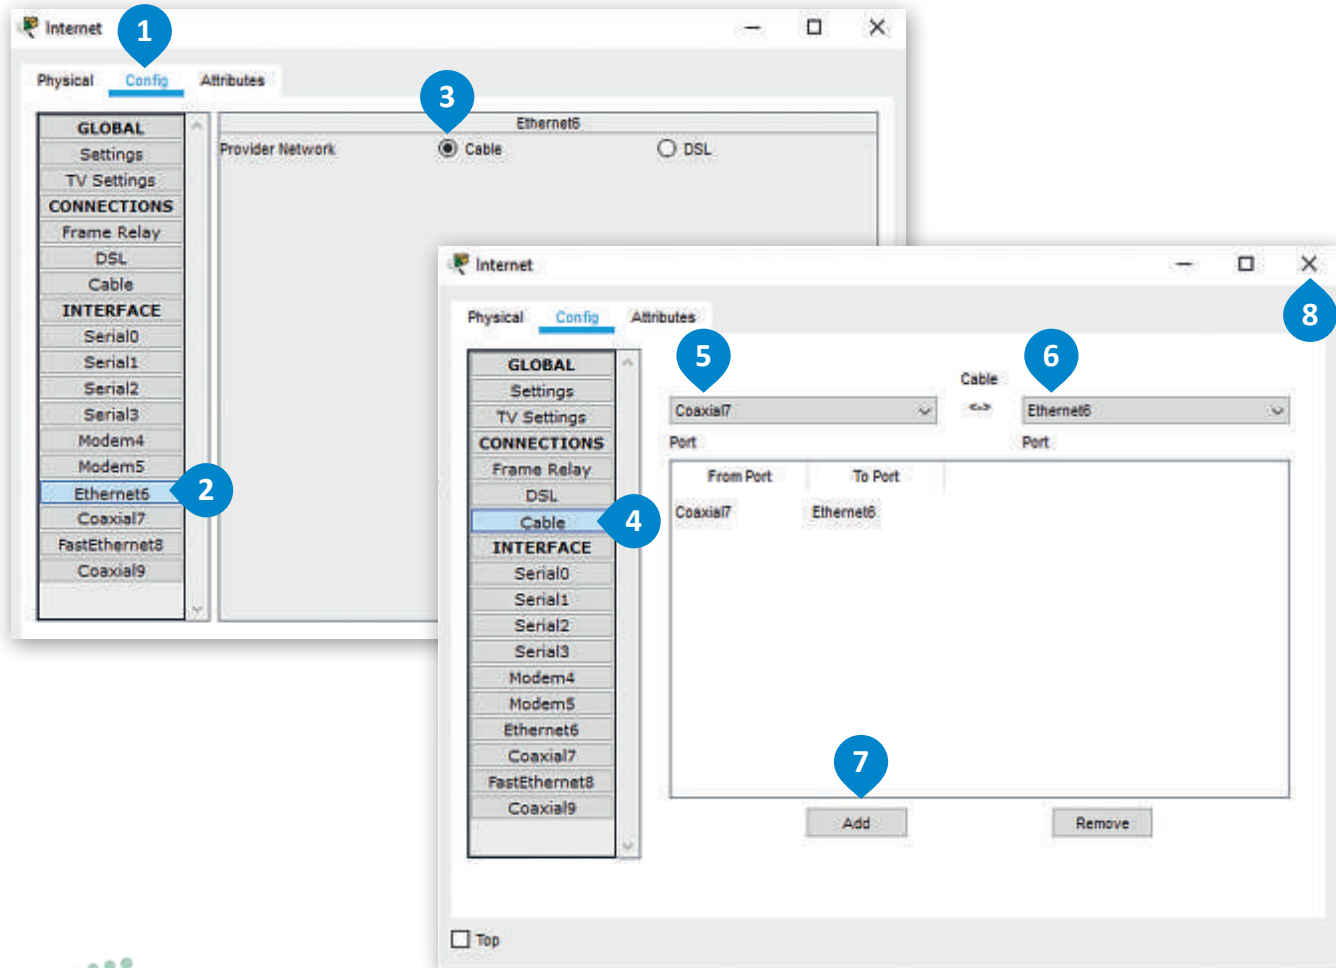 Internet
1
Physical Config Attributes
3
GLOBAL
Settings
TV Settings
CONNECTIONS
Frame Relay
DSL
Cable
INTERFACE
Serial0
Serial1
Serial2
Serial3
Modem4
Modem5
Ethernet6
2
Coaxial7
FastEthernet8
Coaxial9
Ethernet6
Provider Network Cable DSL
Internet
8
Physical Config Attributes
GLOBAL
Settings
TV Settings
CONNECTIONS
Frame Relay
DSL
Cable
4
INTERFACE
Serial0
Serial1
Serial2
Serial3
Modem4
Modem5
Ethernet6
Coaxial7
FastEthernet8
Coaxial9
5
6
Cable
Coaxial7 <-> Ethernet6
Port Port
From Port To Port
Coaxial7 Ethernet6
7
Add Remove
Top